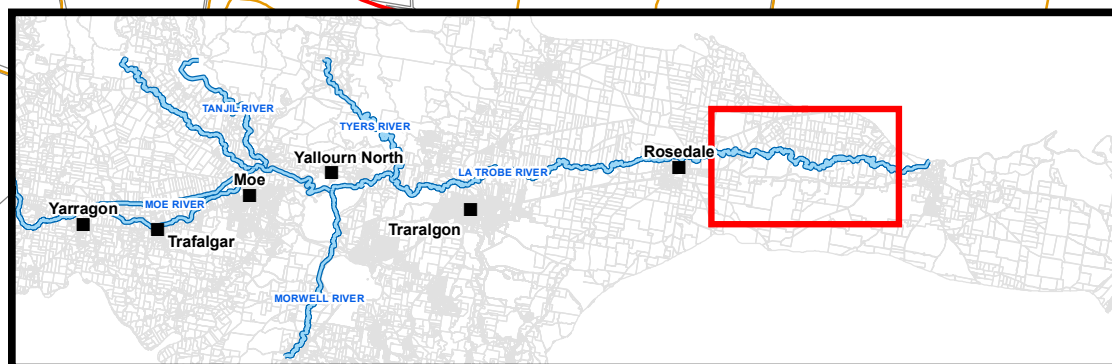 TANJIL RIVER
TYERS RIVER
Yallourn North
Rosedale
LA TROBE RIVER
Moe
MOE RIVER
Yarragon
Trafalgar
Traralgon
MORWELL RIVER